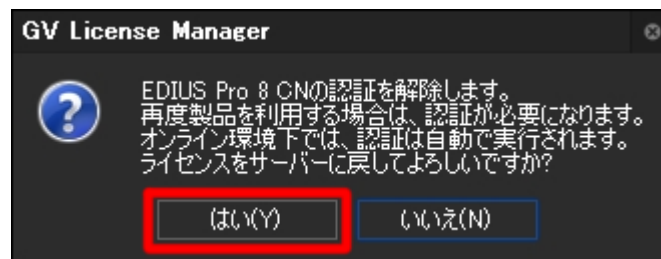 GV License Manager
EDIUS Pro 8 CNの認証を解除します。
再度製品を利用する場合は、認証が必要になります。
オンライン環境下では、認証は自動で実行されます。
ライセンスをサーバーに戻してよろしいですか?
はい(Y)
いいえ(N)